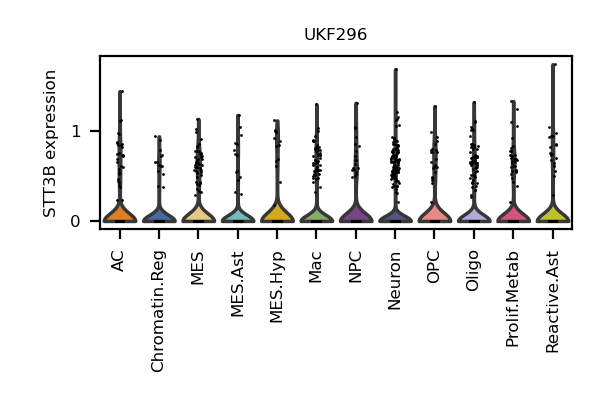 UKF296
STT3B expression
1
0
AC
Chromatin.Reg
MES
MES.Ast
MES.Hyp
Mac
NPC
Neuron
OPC
Oligo
Prolif.Metab
Reactive.Ast